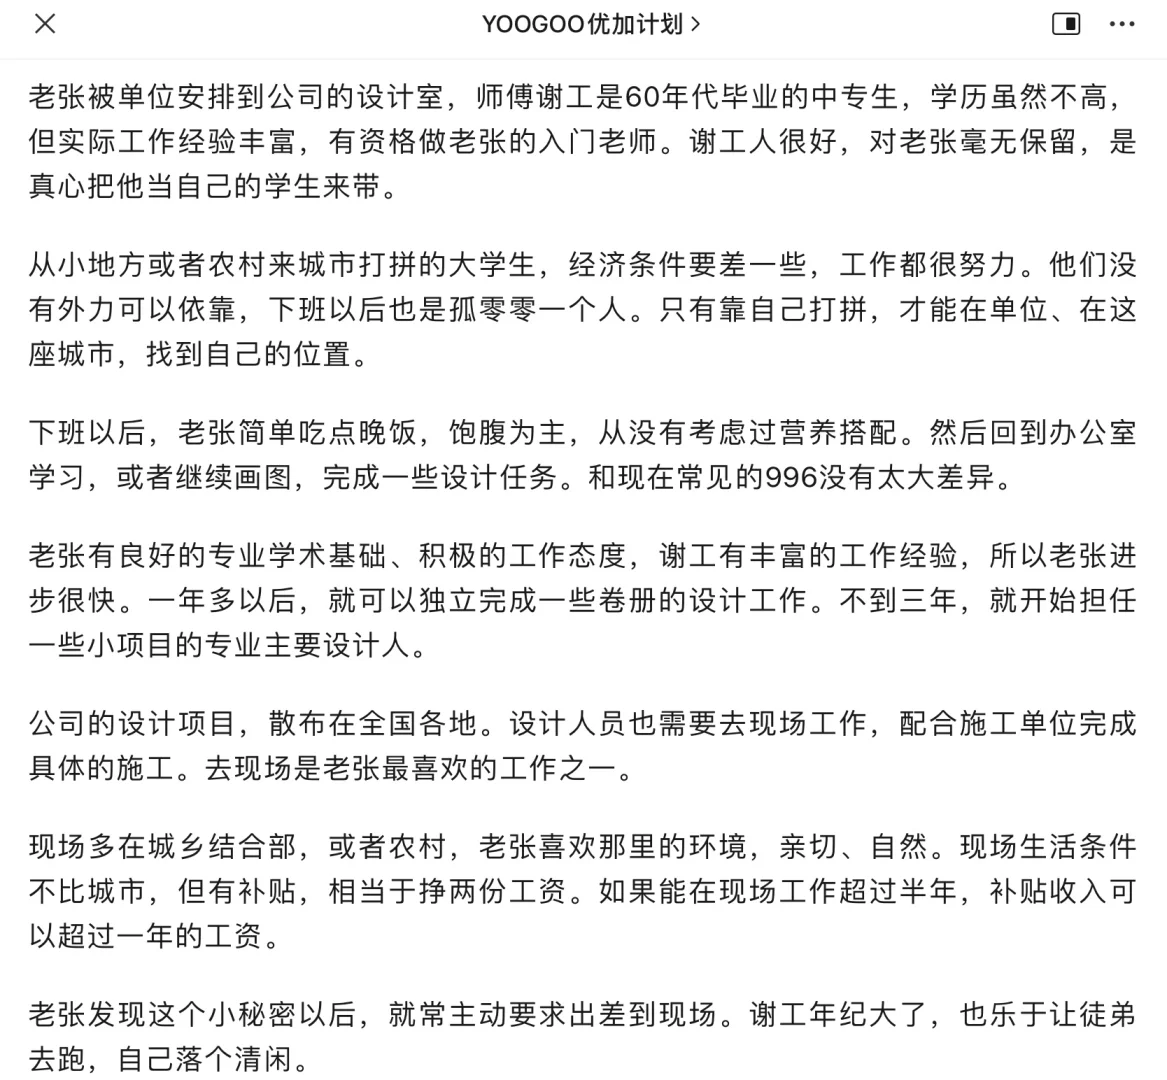 YOOGOO优加计划
老张被单位安排到公司的设计室，师傅谢工是60年代毕业的中专生，学历虽然不高，
但实际工作经验丰富，有资格做老张的入门老师。谢工人很好，对老张毫无保留，是
真心把他当自己的学生来带。
从小地方或者农村来城市打拼的大学生，经济条件要差一些，工作都很努力。他们没
有外力可以依靠，下班以后也是孤零零一个人。只有靠自己打拼，才能在单位、在这
座城市，找到自己的位置。
下班以后，老张简单吃点晚饭，饱腹为主，从没有考虑过营养搭配。然后回到办公室
学习，或者继续画图，完成一些设计任务。和现在常见的996没有太大差异。
老张有良好的专业学术基础、积极的工作态度，谢工有丰富的工作经验，所以老张进
步很快。一年多以后，就可以独立完成一些卷册的设计工作。不到三年，就开始担任
一些小项目的专业主要设计人。
公司的设计项目，散布在全国各地。设计人员也需要去现场工作，配合施工单位完成
具体的施工。去现场是老张最喜欢的工作之一。
现场多在城乡结合部，或者农村，老张喜欢那里的环境，亲切、自然。现场生活条件
不比城市，但有补贴，相当于挣两份工资。如果能在现场工作超过半年，补贴收入可
以超过一年的工资。
老张发现这个小秘密以后，就常主动要求出差到现场。谢工年纪大了，也乐于让徒弟
去跑，自己落个清闲。